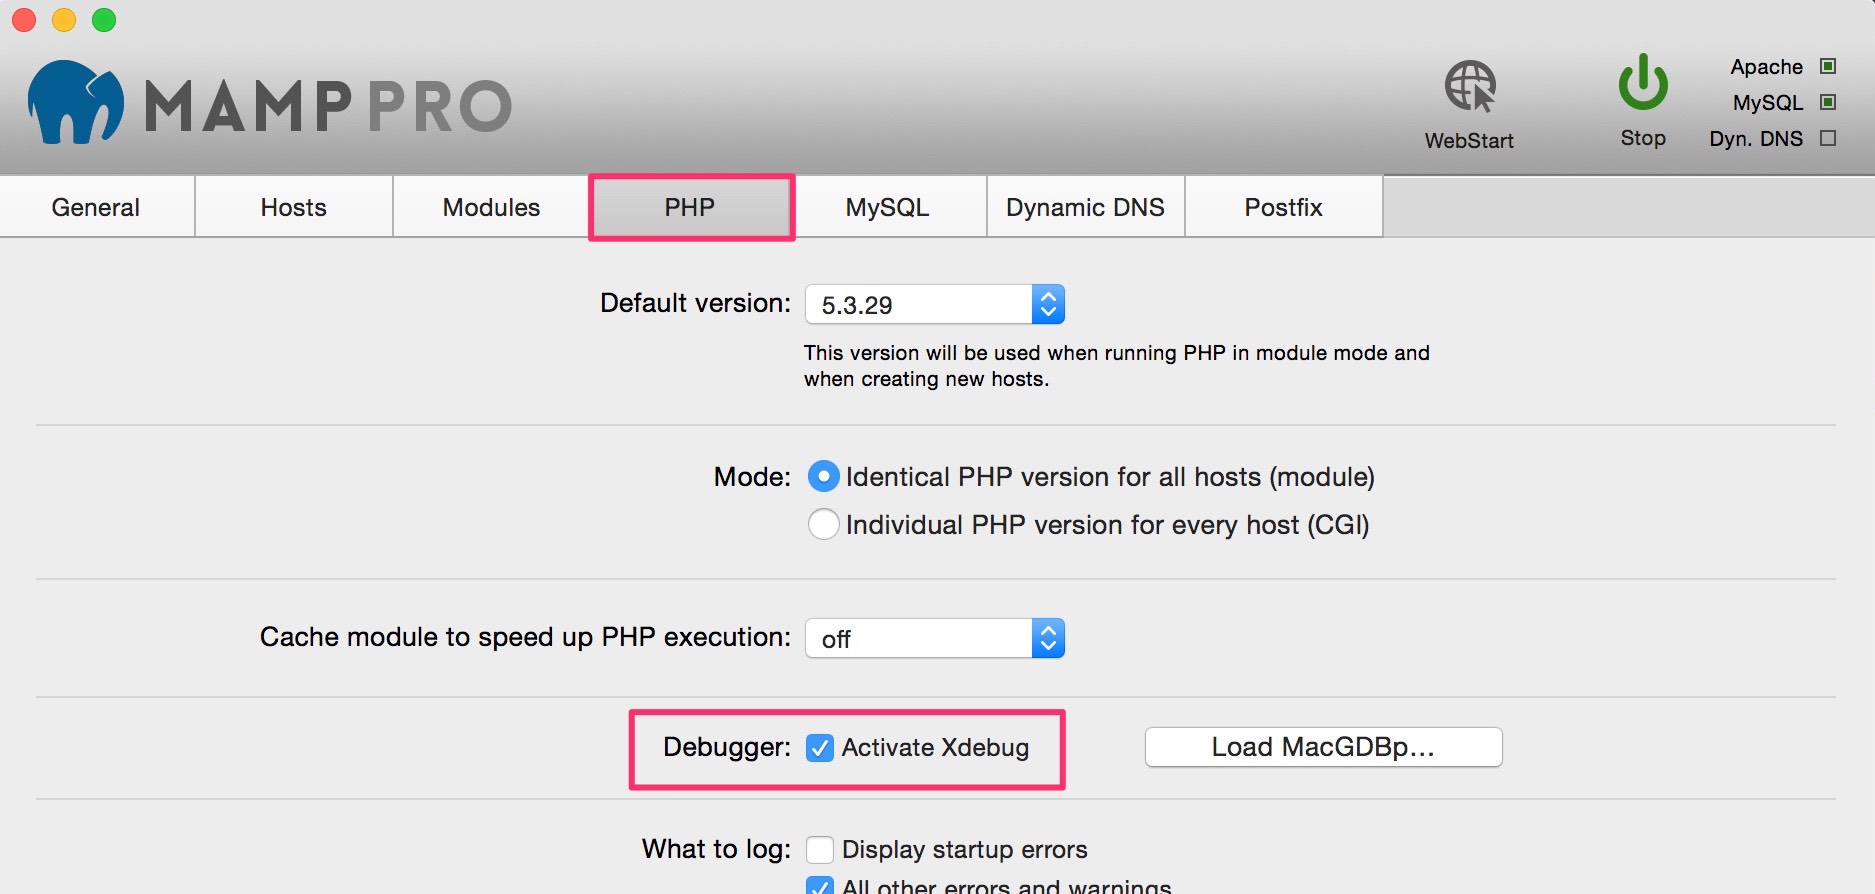 MAMP PRO
WebStart
Stop
Apache
MySQL
Dyn. DNS
General
Hosts
Modules
PHP
MySQL
Dynamic DNS
Postfix
Default version: 5.3.29
This version will be used when running PHP in module mode and
when creating new hosts.
Mode: Identical PHP version for all hosts (module)
Individual PHP version for every host (CGI)
Cache module to speed up PHP execution: off
Debugger: Activate Xdebug
Load MacGDBp…
What to log: Display startup errors
All other errors and warnings